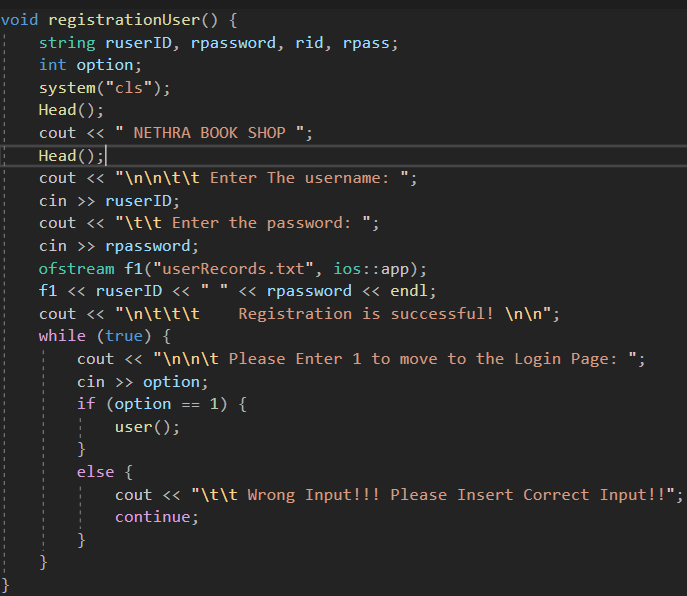 void registrationUser() {
    string ruserID, rpassword, rid, rpass;
    int option;
    system("cls");
    Head();
    cout << " NETHRA BOOK SHOP ";
    Head();
    cout << "\n\n\t\t Enter The username: ";
    cin >> ruserID;
    cout << "\t\t Enter the password: ";
    cin >> rpassword;
    ofstream f1("userRecords.txt", ios::app);
    f1 << ruserID << " " << rpassword << endl;
    cout << "\n\t\t\t    Registration is successful! \n\n";
    while (true) {
        cout << "\n\n\t Please Enter 1 to move to the Login Page: ";
        cin >> option;
        if (option == 1) {
            user();
        }
        else {
            cout << "\t\t Wrong Input!!! Please Insert Correct Input!!";
            continue;
        }
    }
}